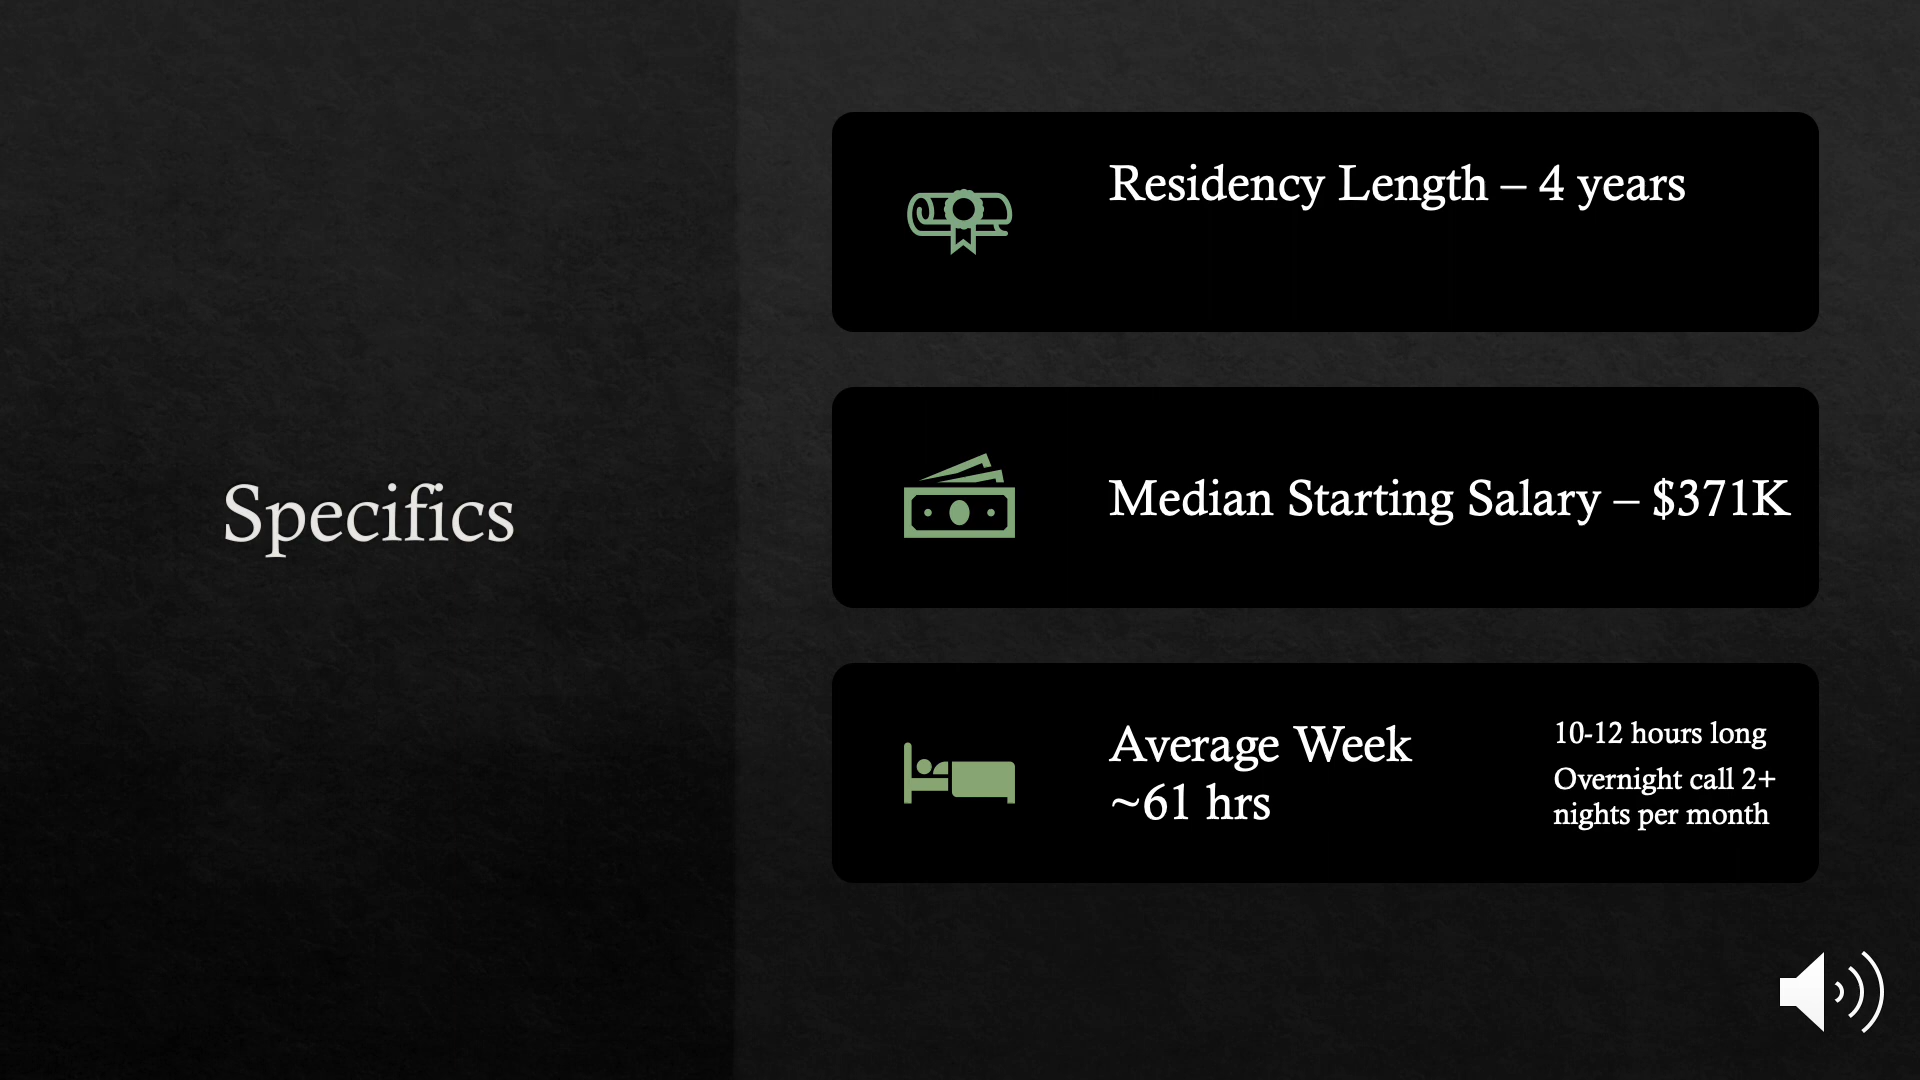 Specifics
Residency Length – 4 years
Median Starting Salary – $371K
Average Week
~61 hrs
10-12 hours long
Overnight call 2+
nights per month